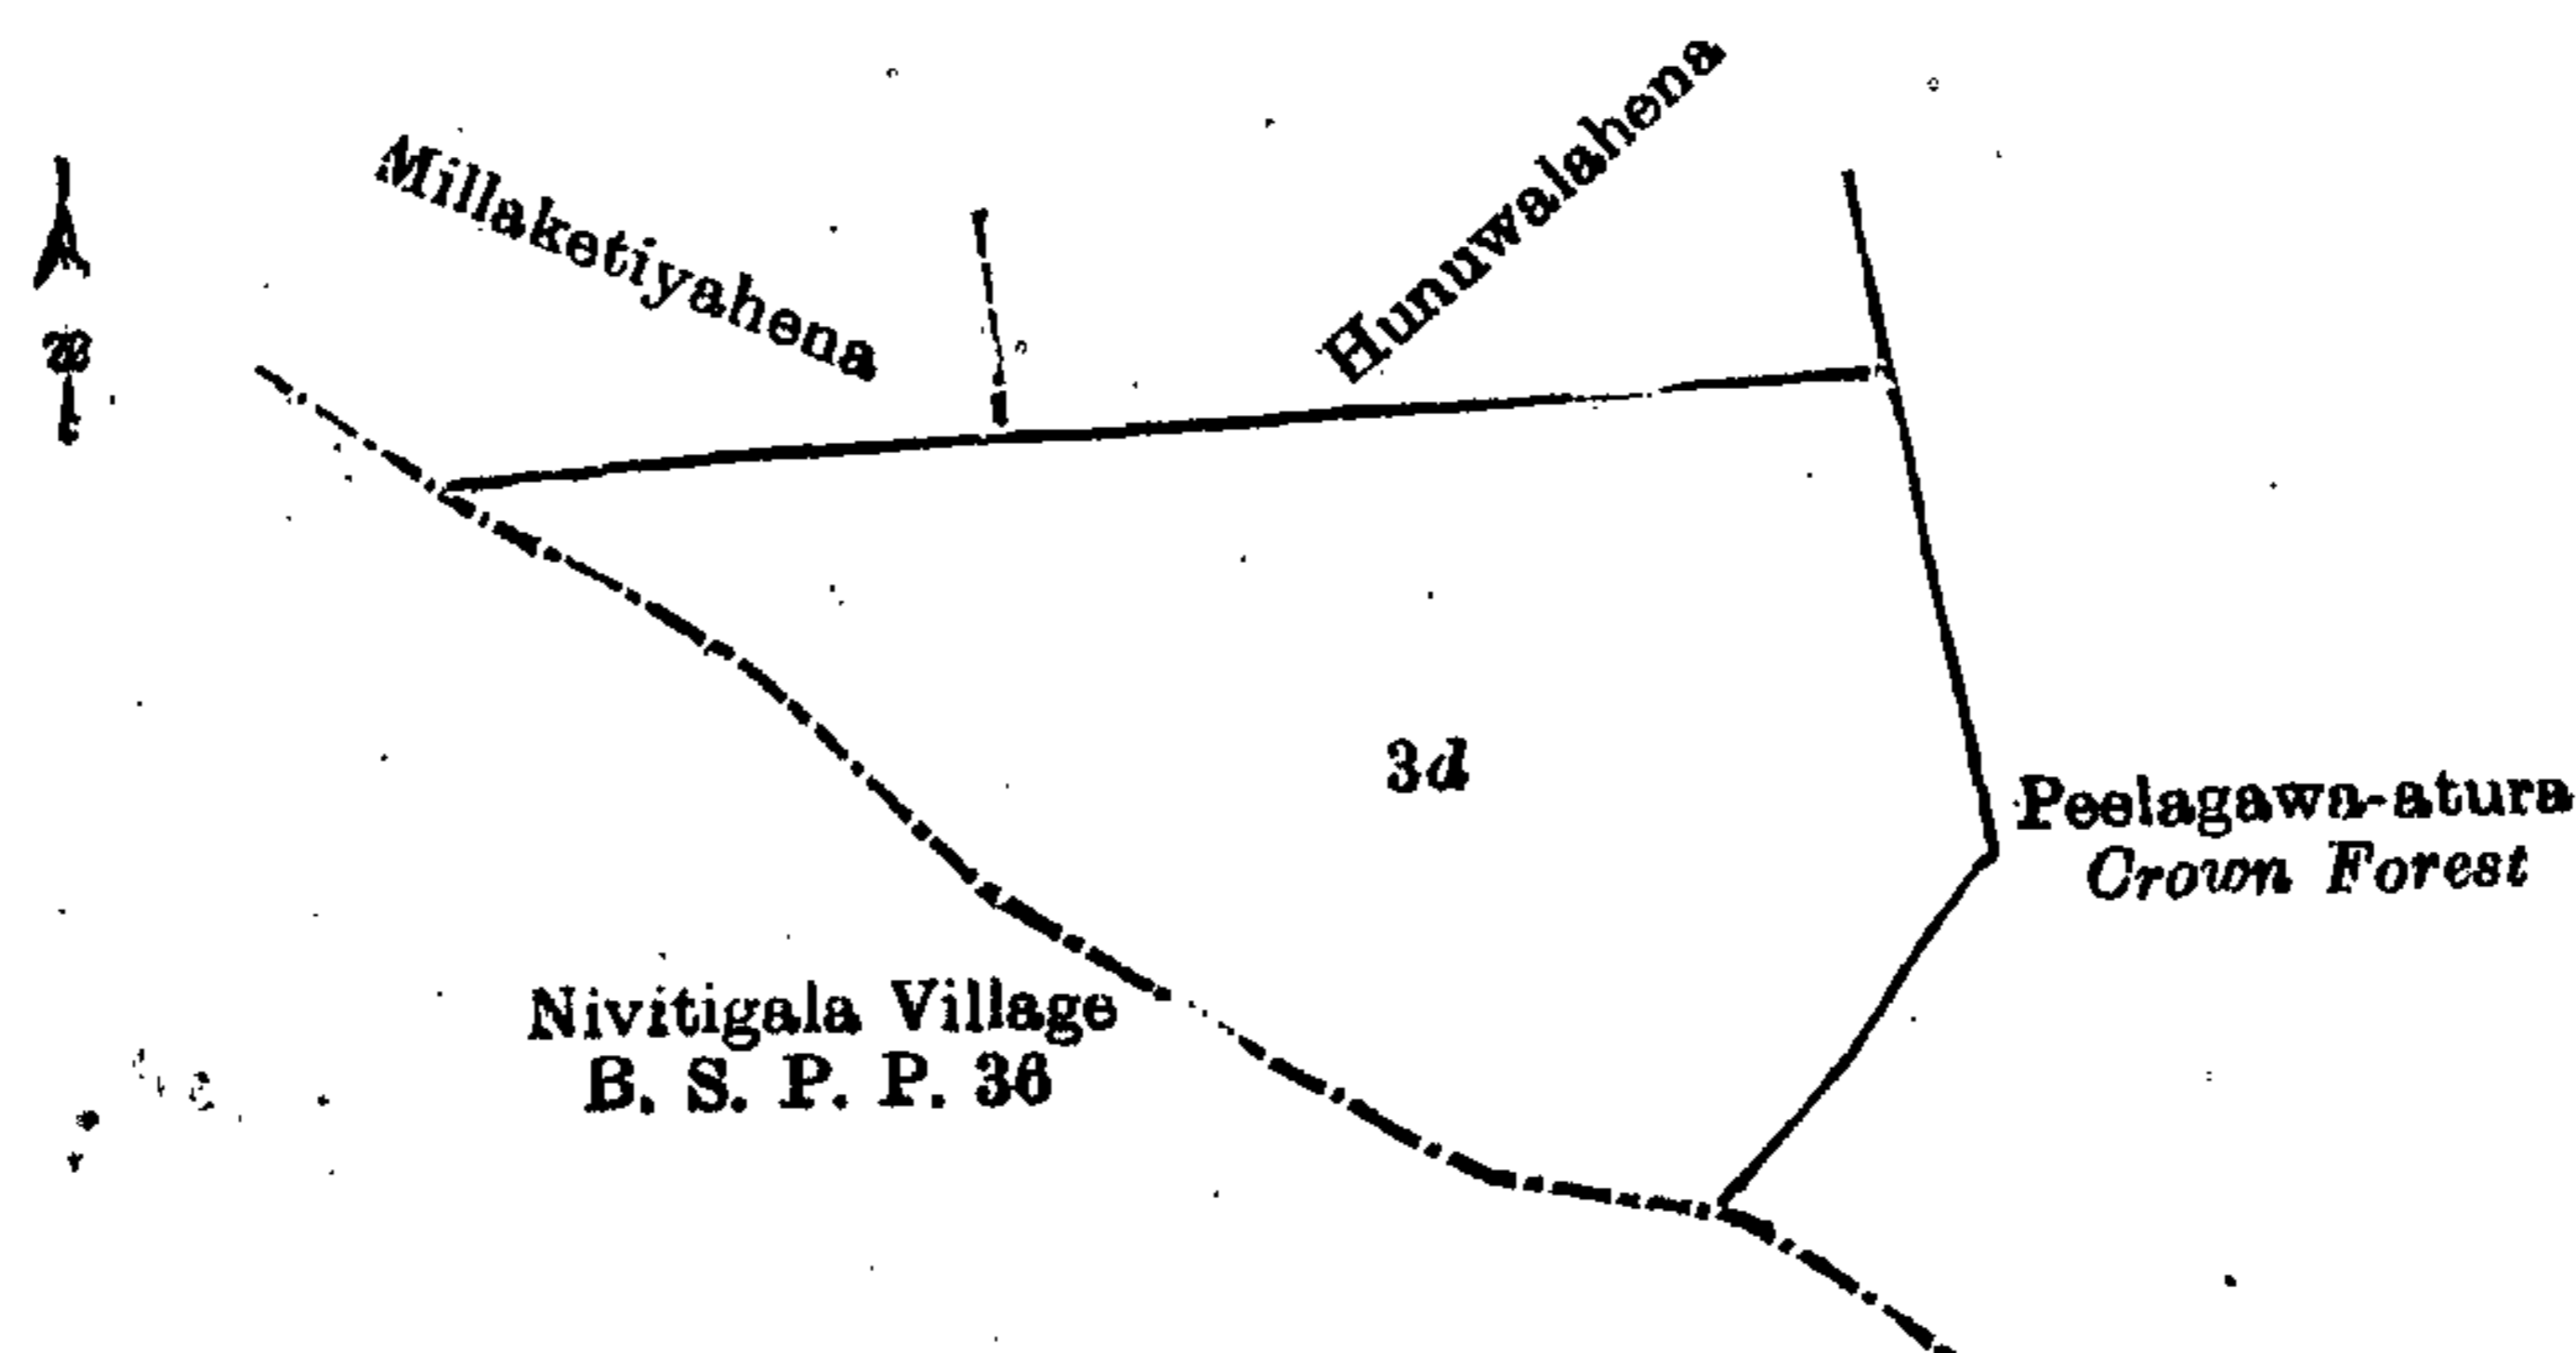 Millaketiyahena
Hunuwalahena
3d
Peelagawa-atura
Crown Forest
Nivitigala Village
B. S. P. P. 36